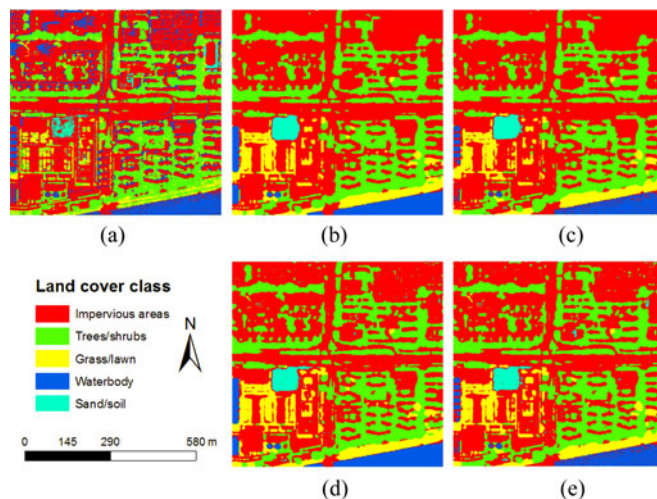 (a)
(b)
(c)
Land cover class
Impervious areas
Trees/shrubs
Grass/lawn
Waterbody
Sand/soil
N
0 145 290 580 m
(d)
(e)